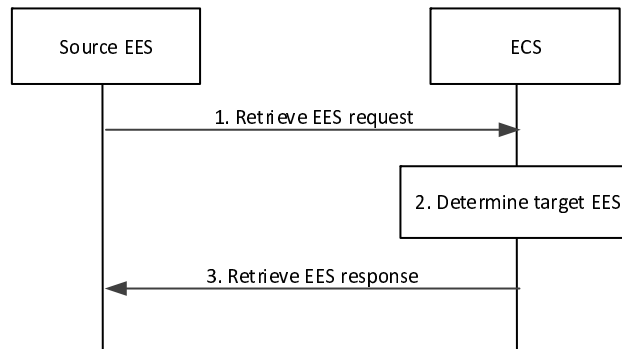 Source EES
ECS
1. Retrieve EES request
2. Determine target EES
3. Retrieve EES response